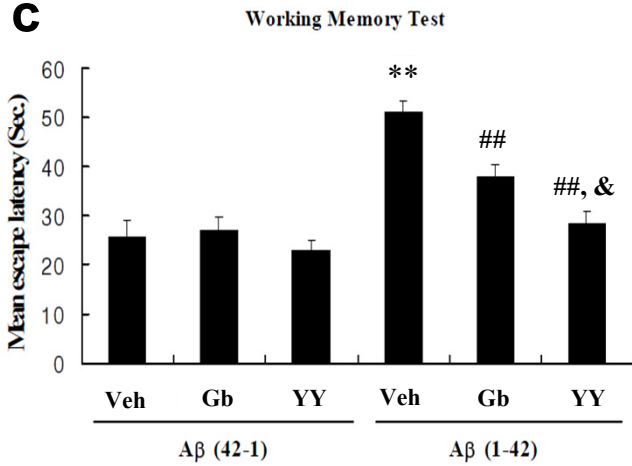 C
Working Memory Test
Mean escape latency (Sec.)
60
50
40
30
20
10
0
**
##
##, &
Veh Gb YY Veh Gb YY
Aβ (42-1) Aβ (1-42)